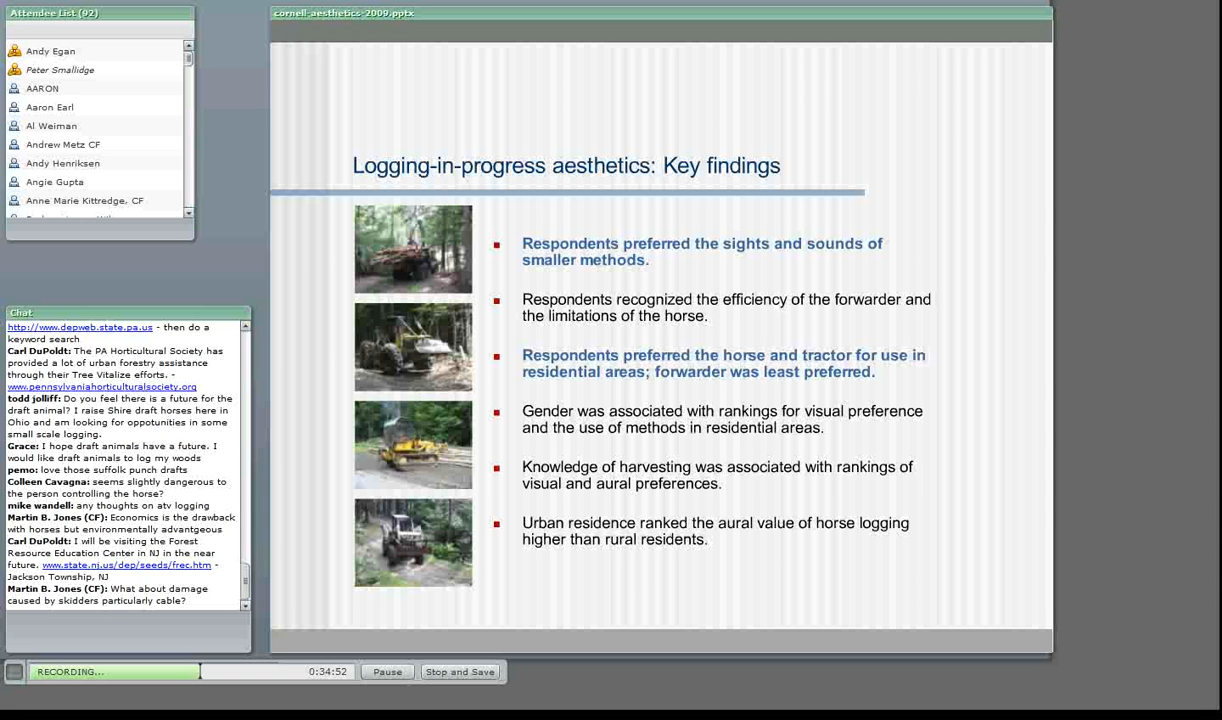 Attendee List (92)
Andy Egan
Peter Smallidge
AARON
Aaron Earl
Al Weiman
Andrew Metz CF
Andy Henriksen
Angie Gupta
Anne Marie Kittredge, CF
Chat
http://www.depweb.state.pa.us - then do a
keyword search
Carl DuPoldt: The PA Horticultural Society has
provided a lot of urban forestry assistance
through their Tree Vitalize efforts. -
www.pennsylvaniahorticulturalsociety.org
todd jolliff: Do you feel there is a future for the
draft animal? I raise Shire draft horses here in
Ohio and am looking for oppotunities in some
small scale logging.
Grace: I hope draft animals have a future. I
would like draft animals to log my woods
pemo: love those suffolk punch drafts
Colleen Cavagna: seems slightly dangerous to
the person controlling the horse?
mike wandell: any thoughts on atv logging
Martin B. Jones (CF): Economics is the drawback
with horses but environmentally advantgeous
Carl DuPoldt: I will be visiting the Forest
Resource Education Center in NJ in the near
future. www.state.nj.us/dep/seeds/frec.htm -
Jackson Township, NJ
Martin B. Jones (CF): What about damage
caused by skidders particularly cable?
cornell-aesthetics-2009.pptx
Logging-in-progress aesthetics: Key findings
Respondents preferred the sights and sounds of
smaller methods.
Respondents recognized the efficiency of the forwarder and
the limitations of the horse.
Respondents preferred the horse and tractor for use in
residential areas; forwarder was least preferred.
Gender was associated with rankings for visual preference
and the use of methods in residential areas.
Knowledge of harvesting was associated with rankings of
visual and aural preferences.
Urban residence ranked the aural value of horse logging
higher than rural residents.
RECORDING... 0:34:52 Pause Stop and Save